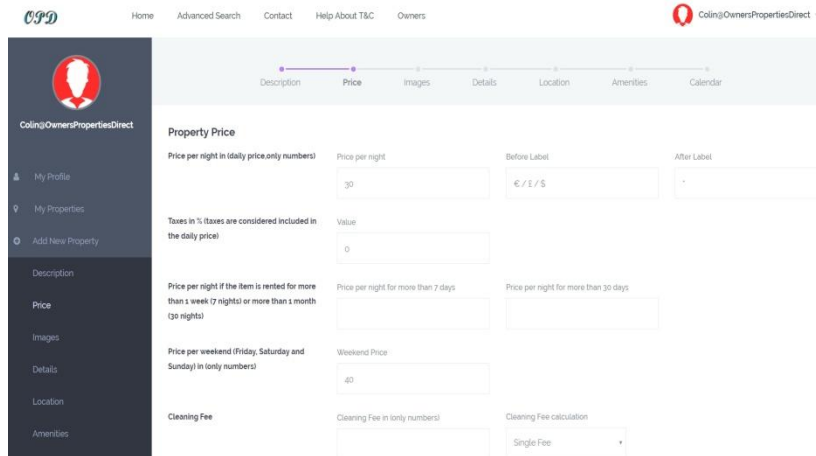 OPD
Home Advanced Search Contact Help About T&C Owners
Colin@OwnersPropertiesDirect
Colin@OwnersPropertiesDirect
My Profile
My Properties
Add New Property
Description
Price
Images
Details
Location
Amenities
Description Price Images Details Location Amenities Calendar
Property Price
Price per night in (daily price,only numbers)
Price per night
30
Before Label
€ / £ / $
After Label
Taxes in % (taxes are considered included in
the daily price)
Value
0
Price per night if the item is rented for more
than 1 week (7 nights) or more than 1 month
(30 nights)
Price per night for more than 7 days
Price per night for more than 30 days
Price per weekend (Friday, Saturday and
Sunday) in (only numbers)
Weekend Price
40
Cleaning Fee
Cleaning Fee in (only numbers)
Cleaning Fee calculation
Single Fee